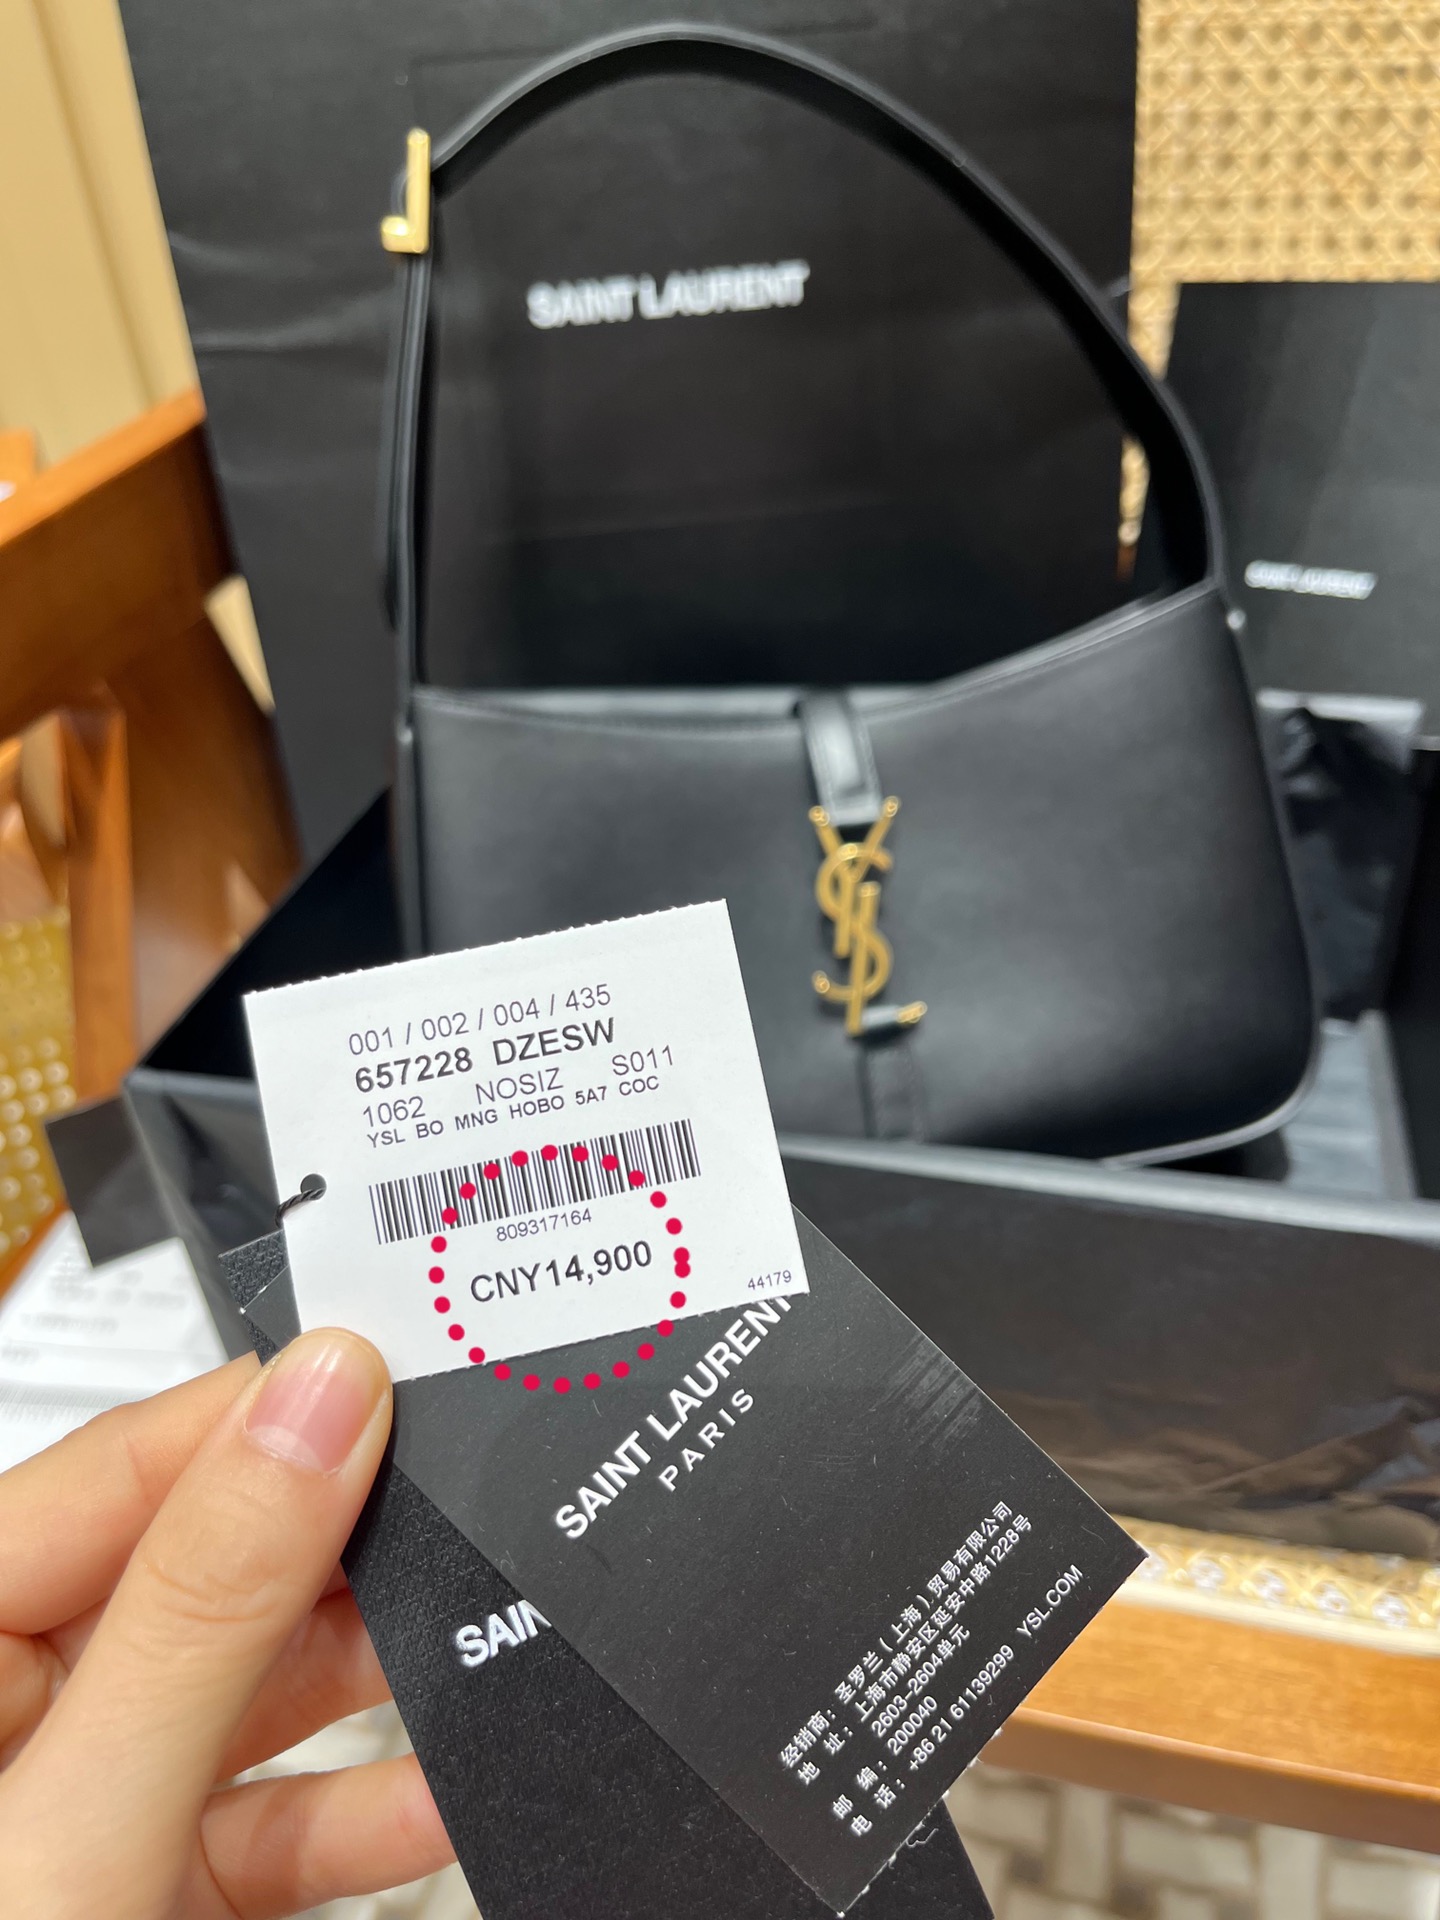 SAINT LAURENT
SAINT LAURENT
001 / 002 / 004 / 435
657228 DZESW
1062 NOSIZ S011
YSL BO MNG HOBO 5A7 COC
809317164
CNY14,900
44179
SAINT LAURENT
PARIS
SAIN
经销商：圣罗兰（上海）贸易有限公司
地 址：上海市静安区延安中路1228号
2603-2604单元
邮 编：200040
电 话：+86 21 61139299 YSL.COM
YSL